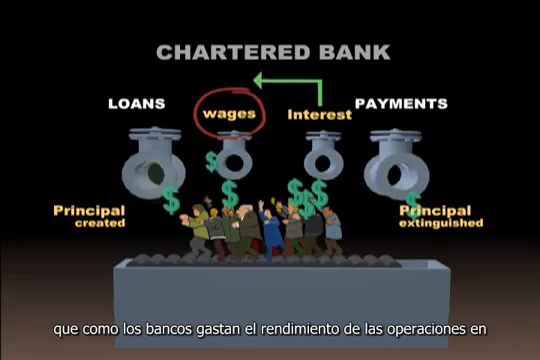 CHARTERED BANK
LOANS
wages
Interest
PAYMENTS
$
$
$
$
$
$
$
Principal
created
Principal
extinguished
que como los bancos gastan el rendimiento de las operaciones en